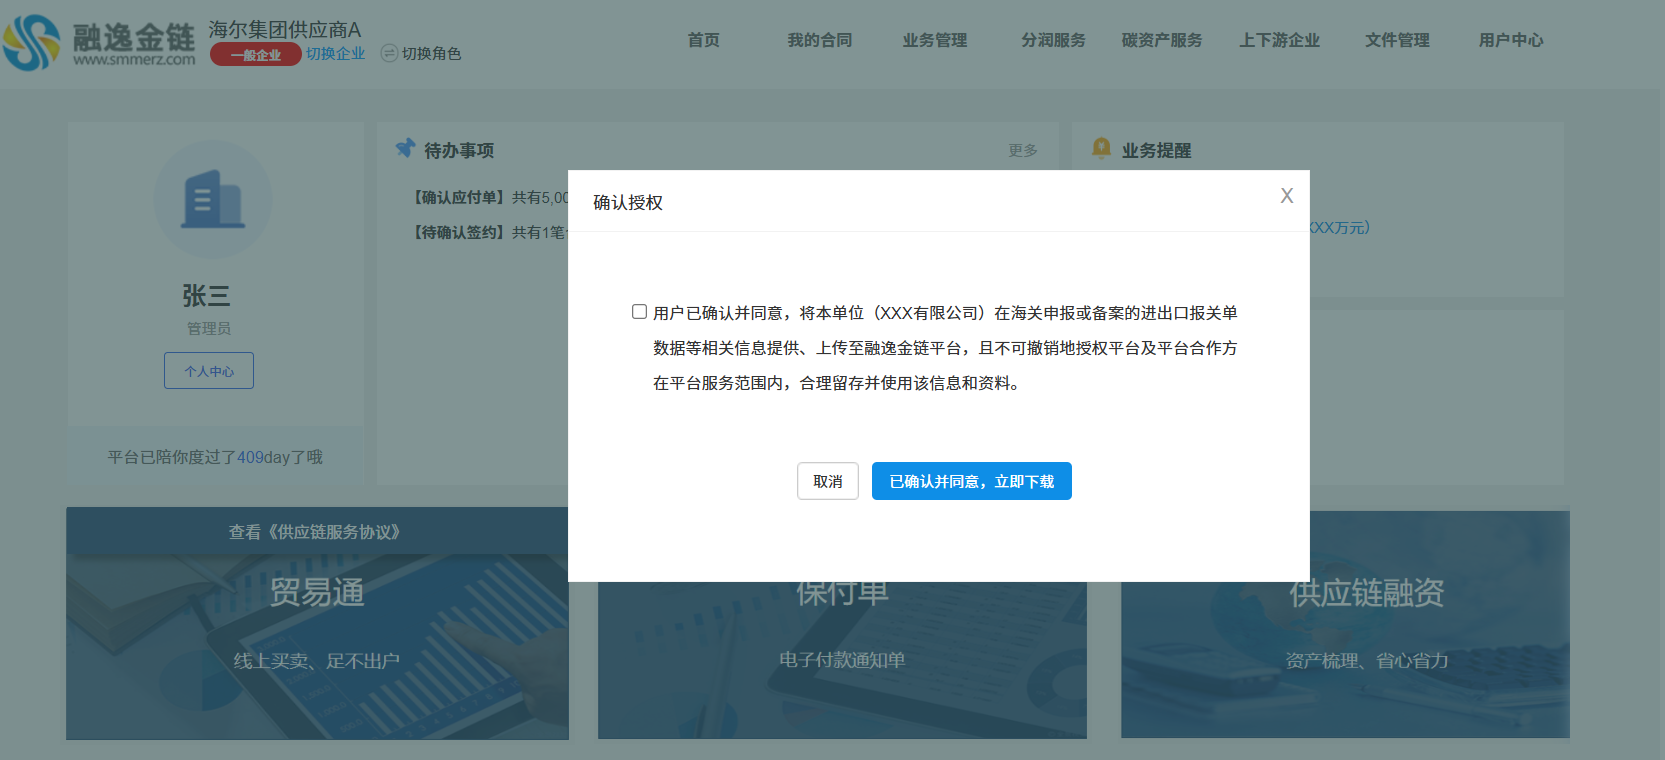 融逸金链
www.smmerz.com
海尔集团供应商A
一般企业 切换企业 切换角色
首页 我的合同 业务管理 分润服务 碳资产服务 上下游企业 文件管理 用户中心
张三
管理员
个人中心
平台已陪你度过了409day了哦
待办事项 更多
【确认应付单】共有5,00
【待确认签约】共有1笔
业务提醒
XXX万元）
确认授权 X
用户已确认并同意，将本单位（XXX有限公司）在海关申报或备案的进出口报关单
数据等相关信息提供、上传至融逸金链平台，且不可撤销地授权平台及平台合作方
在平台服务范围内，合理留存并使用该信息和资料。
取消 已确认并同意，立即下载
查看《供应链服务协议》
贸易通
线上买卖、足不出户
保付单
电子付款通知单
供应链融资
资产梳理、省心省力